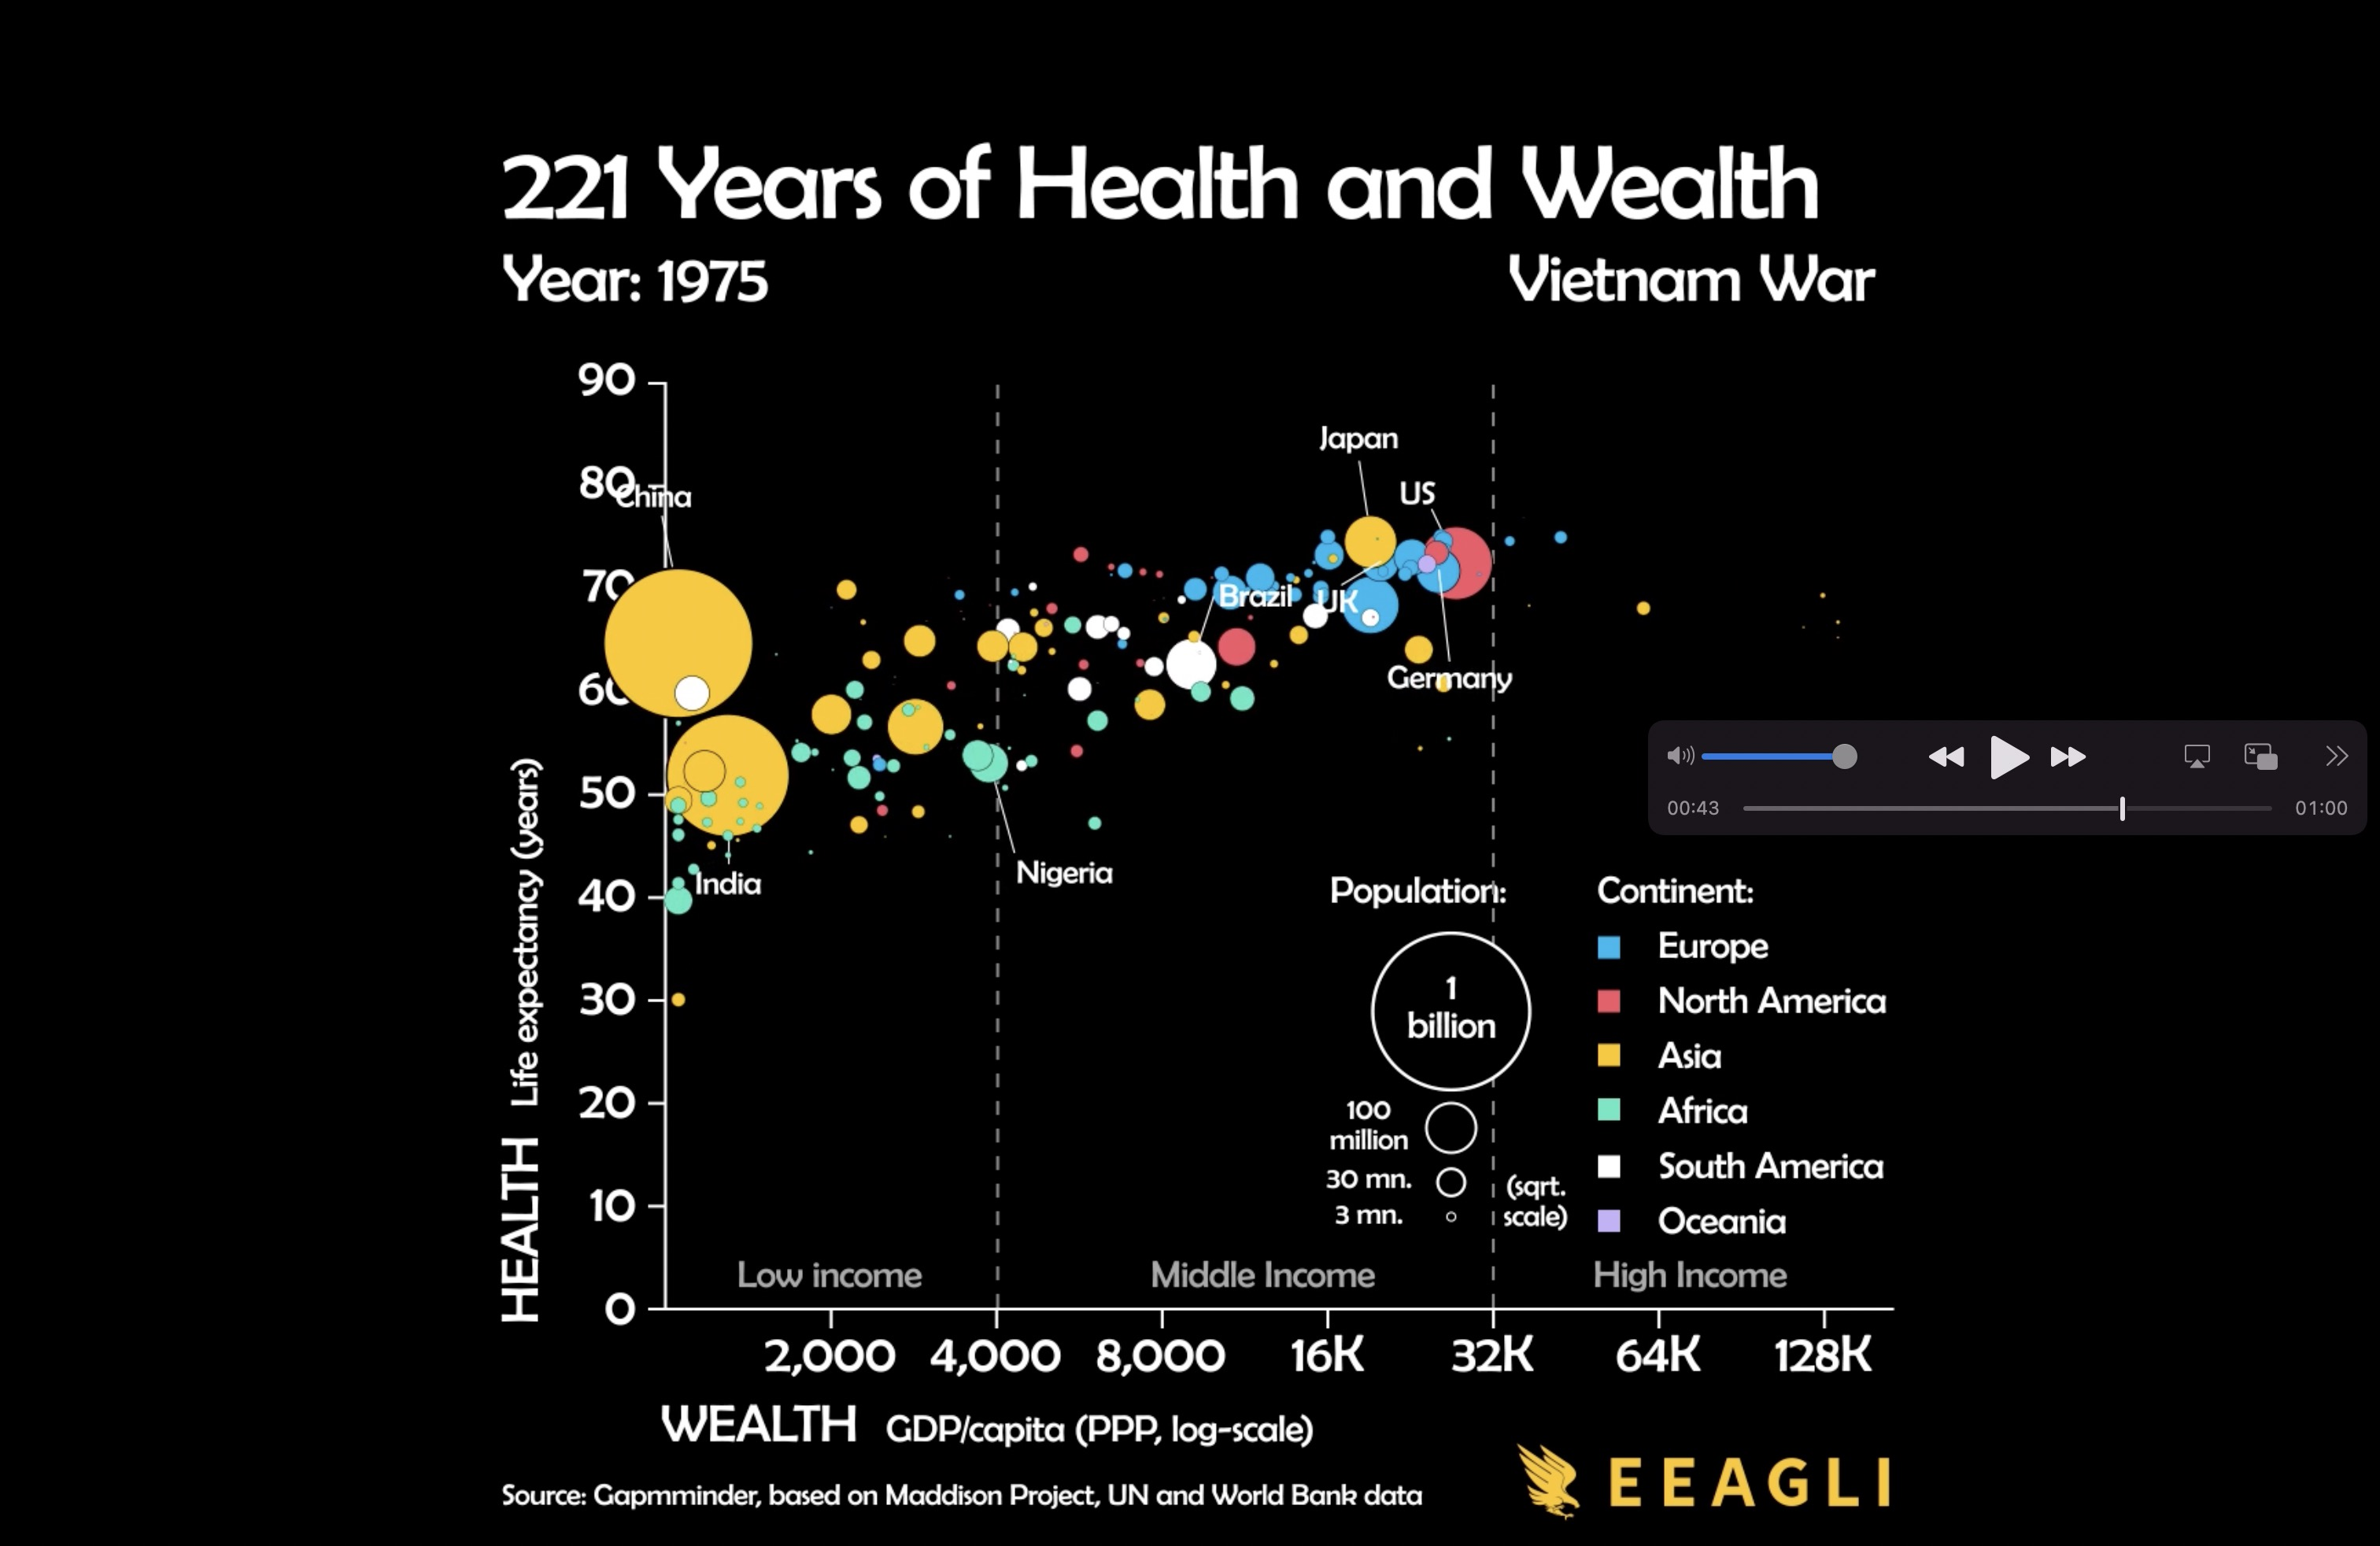 221 Years of Health and Wealth
Year: 1975
Vietnam War
90
80
70
60
50
40
30
20
10
0
China
Japan
US
Brazil
UK
Germany
Nigeria
India
HEALTH Life expectancy (years)
00:43
01:00
Population:
1
billion
100
million
30 mn.
3 mn.
(sqrt.
scale)
Continent:
Europe
North America
Asia
Africa
South America
Oceania
Low income
Middle Income
High Income
2,000
4,000
8,000
16K
32K
64K
128K
WEALTH GDP/capita (PPP, log-scale)
Source: Gapmminder, based on Maddison Project, UN and World Bank data
EEAGLI